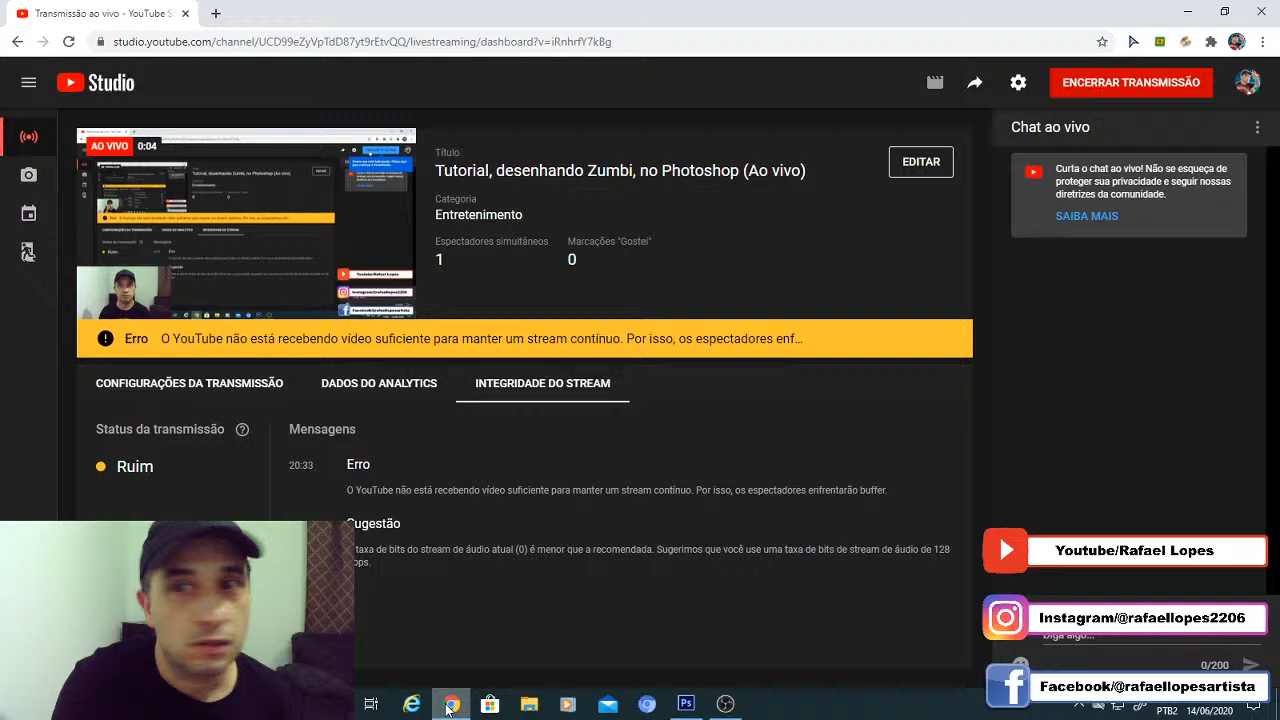 Transmissão ao vivo - YouTube S
studio.youtube.com/channel/UCD99eZyVpTdD87yt9rEtvQQ/livestreaming/dashboard?v=iRnhrfY7kBg
Studio
ENCERRAR TRANSMISSÃO
AO VIVO 0:04
Título
Tutorial, desenhando Zumbi, no Photoshop (Ao vivo)
EDITAR
Categoria
Espectadores simultâneos
Marcações "Gostei"
11
0
Chat ao vivo
Curta o chat ao vivo! Não se esqueça de
proteger sua privacidade e seguir nossas
diretrizes da comunidade.
SAIBA MAIS
Erro O YouTube não está recebendo vídeo suficiente para manter um stream contínuo. Por isso, os espectadores enf...
CONFIGURAÇÕES DA TRANSMISSÃO
DADOS DO ANALYTICS
INTEGRIDADE DO STREAM
Status da transmissão
Mensagens
Ruim
20:33
Erro
O YouTube não está recebendo vídeo suficiente para manter um stream contínuo. Por isso, os espectadores enfrentarão buffer.
Sugestão
taxa de bits do stream de áudio atual (0) é menor que a recomendada. Sugerimos que você use uma taxa de bits de stream de áudio de 128
Youtube/Rafael Lopes
Instagram/@rafaellopes2206
Diga algo...
0/200
Facebook/@rafaellopesartista
Ps
PTB2 14/06/2020